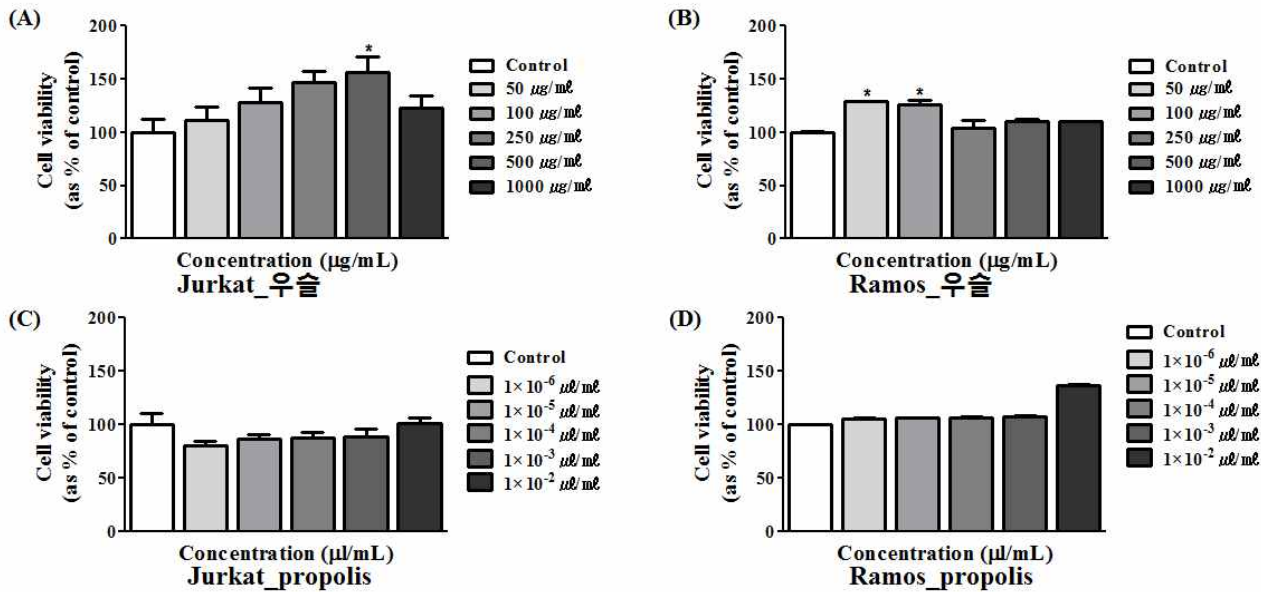 (A)
Cell viability
(as % of control)
200
150
100
50
0
*
Control
50 μg/mℓ
100 μg/mℓ
250 μg/mℓ
500 μg/mℓ
1000 μg/mℓ
Concentration (μg/mL)
Jurkat_우슬
(B)
Cell viability
(as % of control)
200
150
100
50
0
* *
Control
50 μg/mℓ
100 μg/mℓ
250 μg/mℓ
500 μg/mℓ
1000 μg/mℓ
Concentration (μg/mL)
Ramos_우슬
(C)
Cell viability
(as % of control)
200
150
100
50
0
Control
1×10⁻⁶ μℓ/mℓ
1×10⁻⁵ μℓ/mℓ
1×10⁻⁴ μℓ/mℓ
1×10⁻³ μℓ/mℓ
1×10⁻² μℓ/mℓ
Concentration (μl/mL)
Jurkat_propolis
(D)
Cell viability
(as % of control)
200
150
100
50
0
Control
1×10⁻⁶ μℓ/mℓ
1×10⁻⁵ μℓ/mℓ
1×10⁻⁴ μℓ/mℓ
1×10⁻³ μℓ/mℓ
1×10⁻² μℓ/mℓ
Concentration (μl/mL)
Ramos_propolis